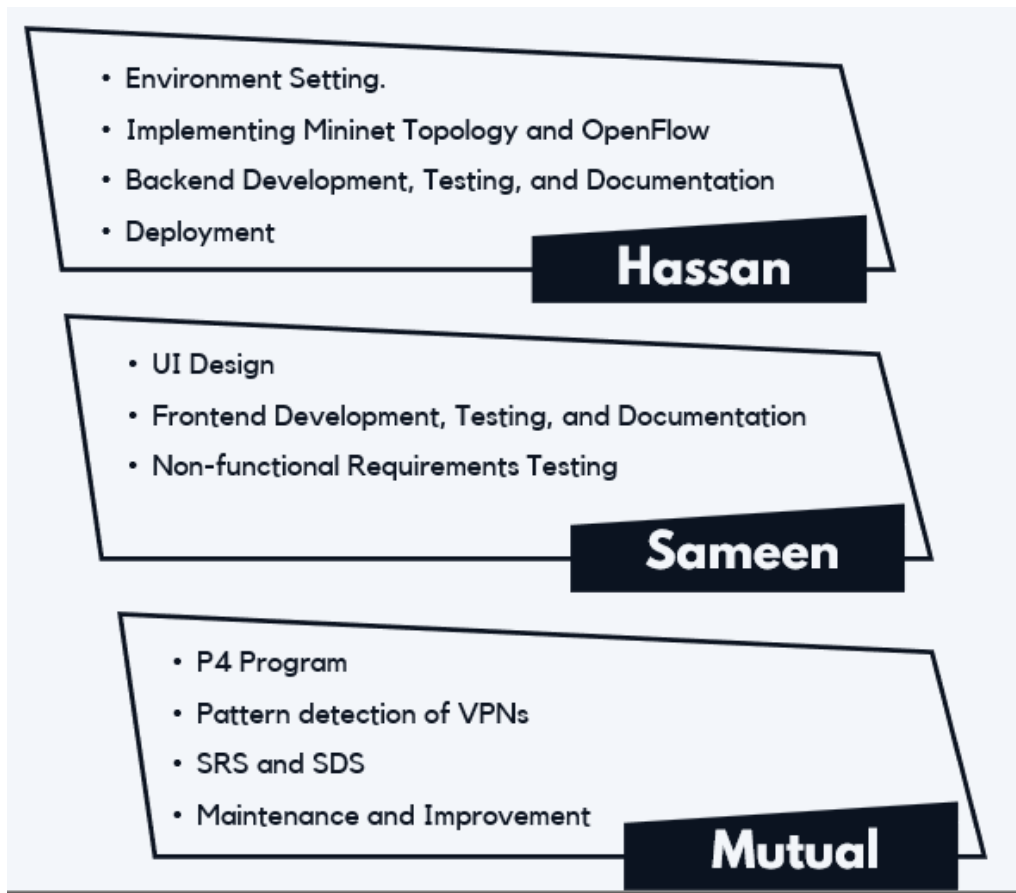 • Environment Setting.
• Implementing Mininet Topology and OpenFlow
• Backend Development, Testing, and Documentation
• Deployment
Hassan
• UI Design
• Frontend Development, Testing, and Documentation
• Non-functional Requirements Testing
Sameen
• P4 Program
• Pattern detection of VPNs
• SRS and SDS
• Maintenance and Improvement
Mutual